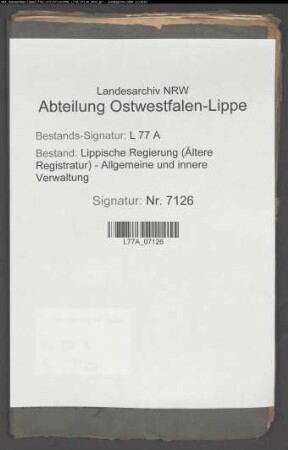 Landesarchiv NRW
Abteilung Ostwestfalen-Lippe
Bestands-Signatur: L 77 A
Bestand: Lippische Regierung (Ältere
Registratur) - Allgemeine und innere
Verwaltung
Signatur: Nr. 7126
L77A_07126